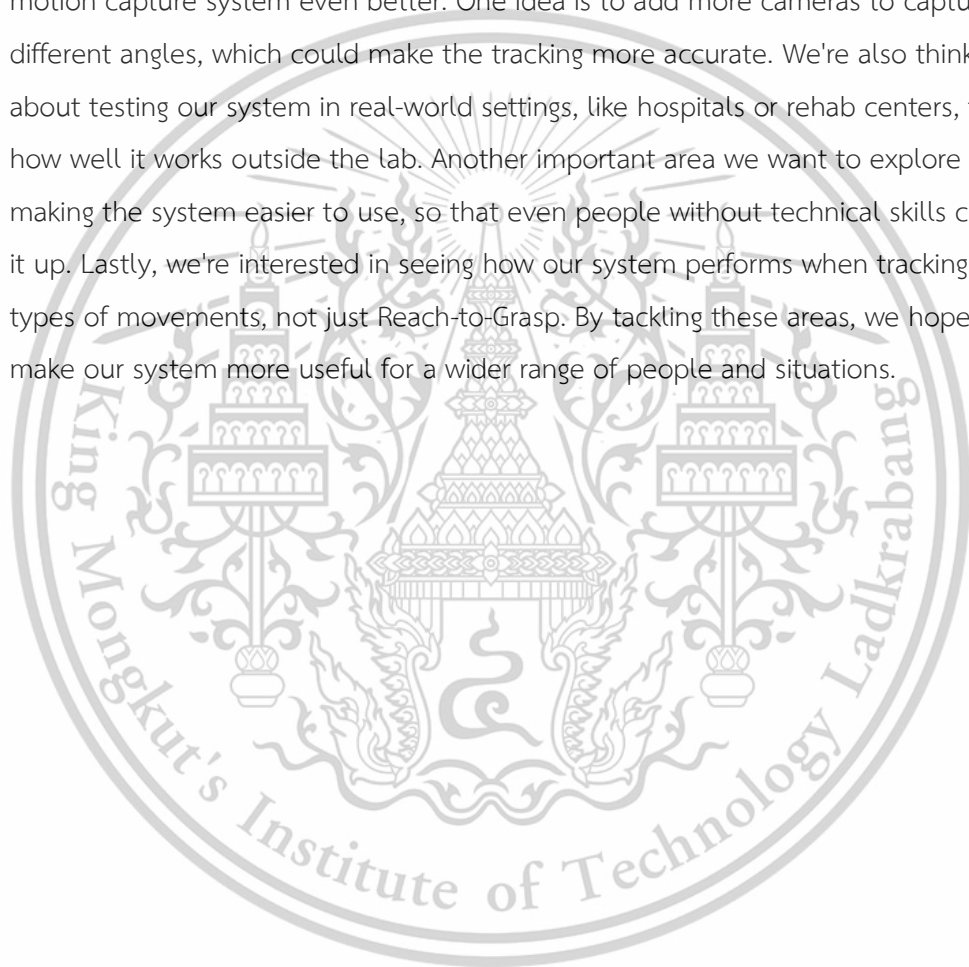 motion capture system even better. One idea is to add more cameras to captu
different angles, which could make the tracking more accurate. We're also think
about testing our system in real-world settings, like hospitals or rehab centers,
how well it works outside the lab. Another important area we want to explore
making the system easier to use, so that even people without technical skills c
it up. Lastly, we're interested in seeing how our system performs when tracking
types of movements, not just Reach-to-Grasp. By tackling these areas, we hope
make our system more useful for a wider range of people and situations.
King Mongkut's Institute of Technology Ladkrabang